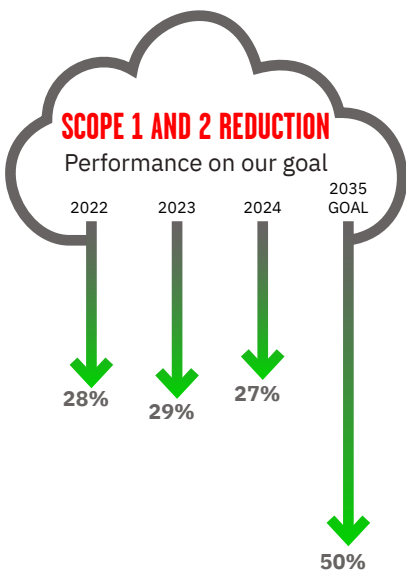 SCOPE 1 AND 2 REDUCTION
Performance on our goal
2022
2023
2024
2035
GOAL
28%
29%
27%
50%